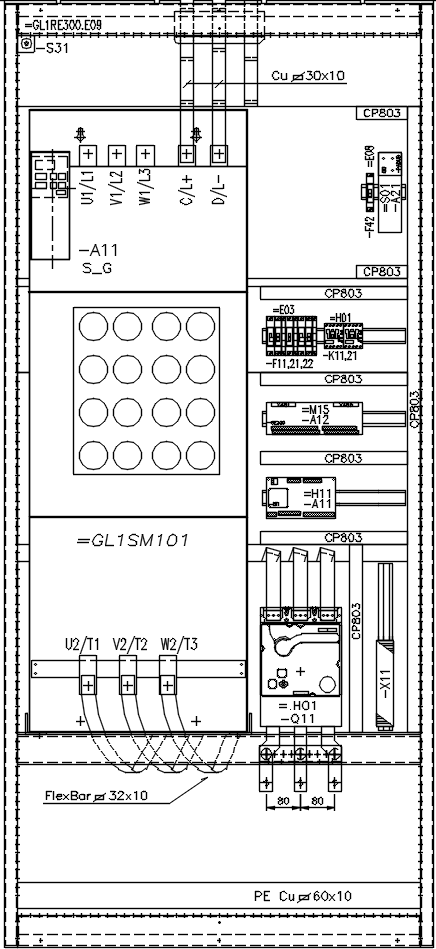 =GL1RE300.E09
-S31
Cu ▱30x10
CP803
U1/L1
V1/L2
W1/L3
C/L+
D/L-
=E08
-F42
=S01
-A21
-A11
S_G
CP803
CP803
=E03
=H01
-F11,21,22
-K11,21
CP803
CP803
=M15
-A12
CP803
=H11
-A11
=GL1SM101
CP803
CP803
U2/T1
V2/T2
W2/T3
-X11
=.H01
-Q11
FlexBar ▱ 32x10
80
80
PE Cu ▱ 60x10